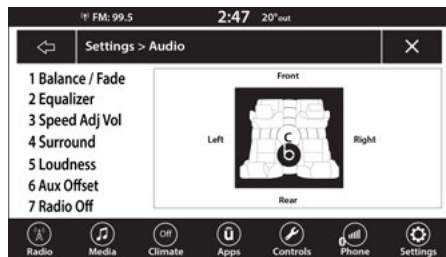 FM: 99.5 2:47 20°out
Settings > Audio
1 Balance / Fade
2 Equalizer
3 Speed Adj Vol
4 Surround
5 Loudness
6 Aux Offset
7 Radio Off
Front
Left
Right
C
Rear
Off
ū
Radio Media Climate Apps Controls Phone Settings